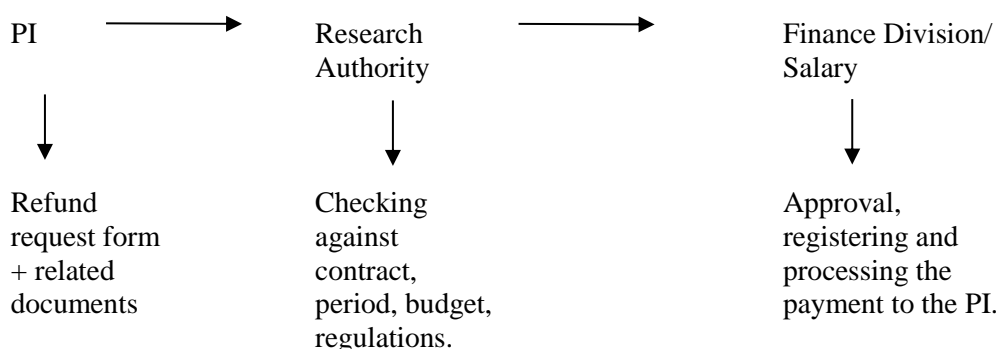 PI
Research
Authority
Finance Division/
Salary
Refund
request form
+ related
documents
Checking
against
contract,
period, budget,
regulations.
Approval,
registering and
processing the
payment to the PI.